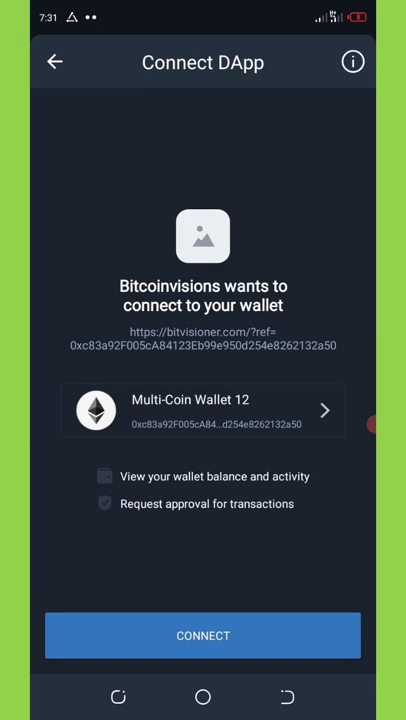 7:31
Connect DApp
Bitcoinvisions wants to
connect to your wallet
https://bitvisioner.com/?ref=
0xc83a92F005cA84123Eb99e950d254e8262132a50
Multi-Coin Wallet 12
0xc83a92F005cA84...d254e8262132a50
View your wallet balance and activity
Request approval for transactions
CONNECT